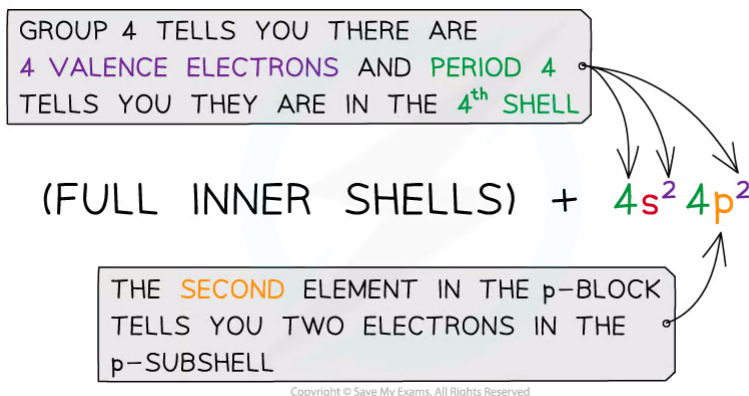 GROUP 4 TELLS YOU THERE ARE
4 VALENCE ELECTRONS AND PERIOD 4
TELLS YOU THEY ARE IN THE 4th SHELL
(FULL INNER SHELLS) + 4s² 4p²
THE SECOND ELEMENT IN THE p-BLOCK
TELLS YOU TWO ELECTRONS IN THE
p-SUBSHELL
Copyright © Save My Exams. All Rights Reserved